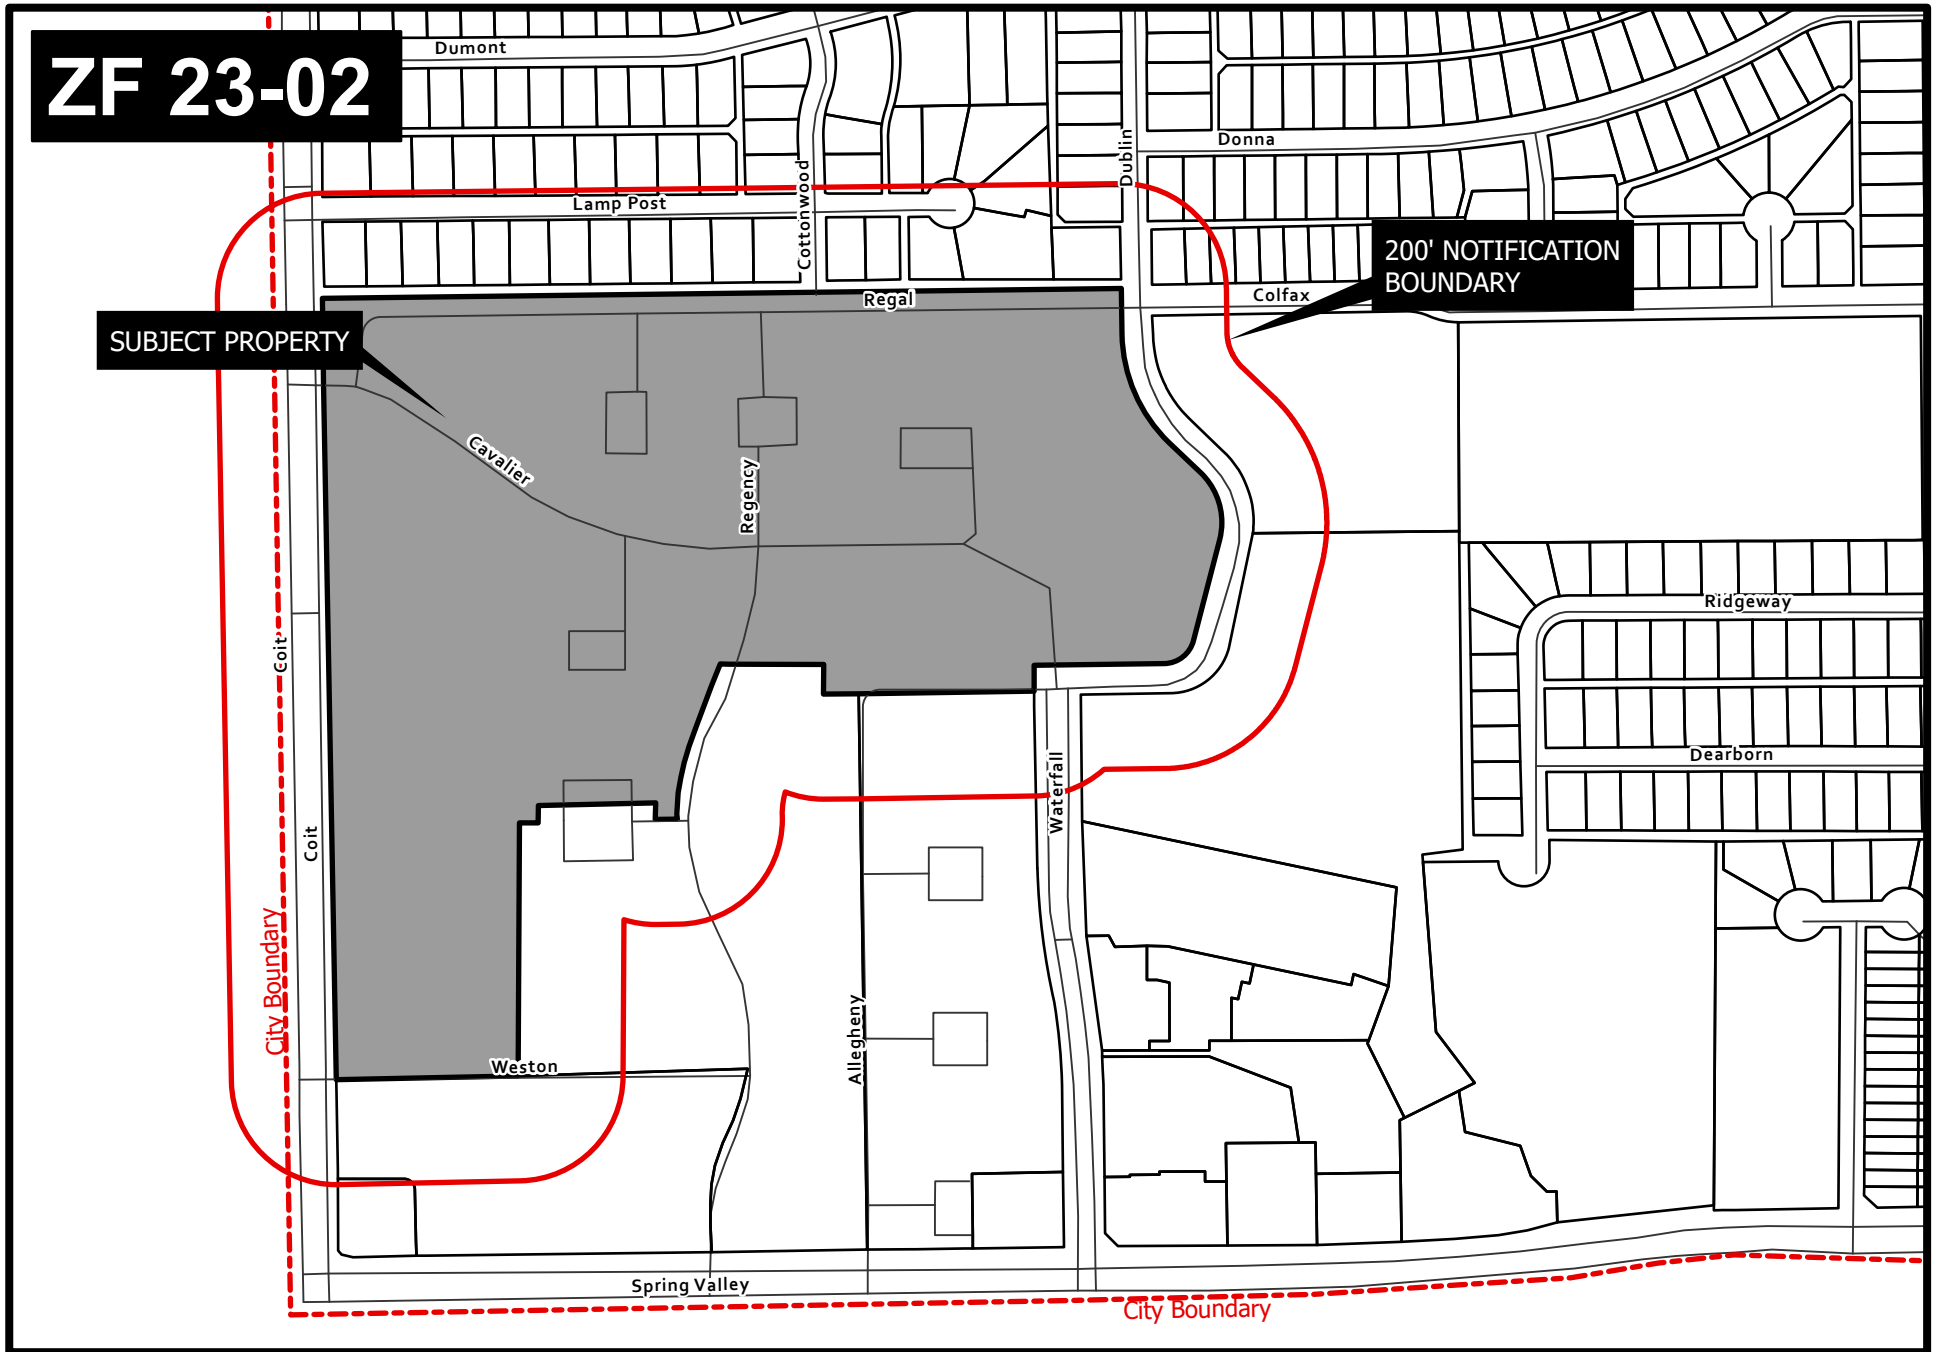 ZF 23-02
Dumont
Donna
Dublin
Cottonwood
Lamp Post
200' NOTIFICATION
BOUNDARY
Colfax
Regal
SUBJECT PROPERTY
Cavalier
Regency
Ridgeway
Coit
Dearborn
Waterfall
Coit
City Boundary
Allegheny
Weston
Spring Valley
City Boundary